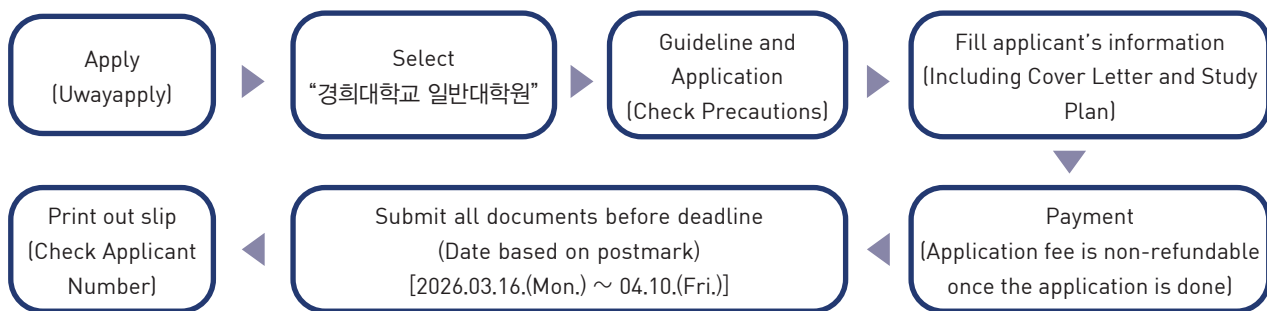 Apply
(Uwayapply)
Select
“경희대학교 일반대학원”
Guideline and
Application
(Check Precautions)
Fill applicant’s information
(Including Cover Letter and Study
Plan)
Payment
(Application fee is non-refundable
once the application is done)
Submit all documents before deadline
(Date based on postmark)
[2026.03.16.(Mon.) ~ 04.10.(Fri.)]
Print out slip
(Check Applicant
Number)